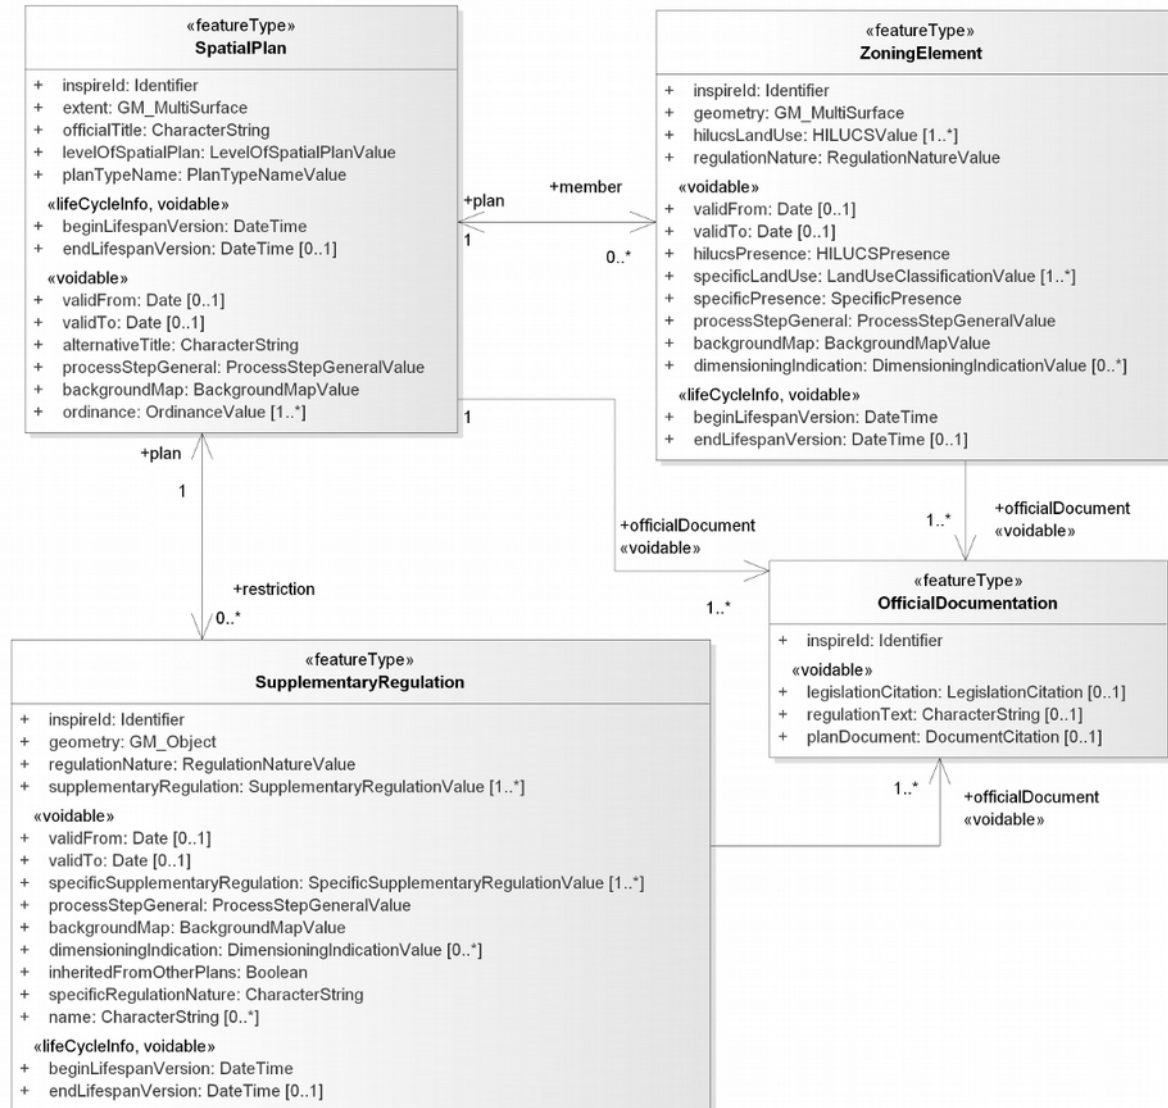 «featureType»
SpatialPlan
+ inspireId: Identifier
+ extent: GM_MultiSurface
+ officialTitle: CharacterString
+ levelOfSpatialPlan: LevelOfSpatialPlanValue
+ planTypeName: PlanTypeNameValue
«lifeCycleInfo, voidable»
+ beginLifespanVersion: DateTime
+ endLifespanVersion: DateTime [0..1]
«voidable»
+ validFrom: Date [0..1]
+ validTo: Date [0..1]
+ alternativeTitle: CharacterString
+ processStepGeneral: ProcessStepGeneralValue
+ backgroundMap: BackgroundMapValue
+ ordinance: OrdinanceValue [1..*]
+plan
1
+member
0..*
«featureType»
ZoningElement
+ inspireId: Identifier
+ geometry: GM_MultiSurface
+ hilucsLandUse: HILUCSValue [1..*]
+ regulationNature: RegulationNatureValue
«voidable»
+ validFrom: Date [0..1]
+ validTo: Date [0..1]
+ hilucsPresence: HILUCSPresence
+ specificLandUse: LandUseClassificationValue [1..*]
+ specificPresence: SpecificPresence
+ processStepGeneral: ProcessStepGeneralValue
+ backgroundMap: BackgroundMapValue
+ dimensioningIndication: DimensioningIndicationValue [0..*]
«lifeCycleInfo, voidable»
+ beginLifespanVersion: DateTime
+ endLifespanVersion: DateTime [0..1]
1
+officialDocument
«voidable»
1..*
1..*
+officialDocument
«voidable»
+plan
1
+restriction
0..*
«featureType»
OfficialDocumentation
+ inspireId: Identifier
«voidable»
+ legislationCitation: LegislationCitation [0..1]
+ regulationText: CharacterString [0..1]
+ planDocument: DocumentCitation [0..1]
1..*
+officialDocument
«voidable»
«featureType»
SupplementaryRegulation
+ inspireId: Identifier
+ geometry: GM_Object
+ regulationNature: RegulationNatureValue
+ supplementaryRegulation: SupplementaryRegulationValue [1..*]
«voidable»
+ validFrom: Date [0..1]
+ validTo: Date [0..1]
+ specificSupplementaryRegulation: SpecificSupplementaryRegulationValue [1..*]
+ processStepGeneral: ProcessStepGeneralValue
+ backgroundMap: BackgroundMapValue
+ dimensioningIndication: DimensioningIndicationValue [0..*]
+ inheritedFromOtherPlans: Boolean
+ specificRegulationNature: CharacterString
+ name: CharacterString [0..*]
«lifeCycleInfo, voidable»
+ beginLifespanVersion: DateTime
+ endLifespanVersion: DateTime [0..1]